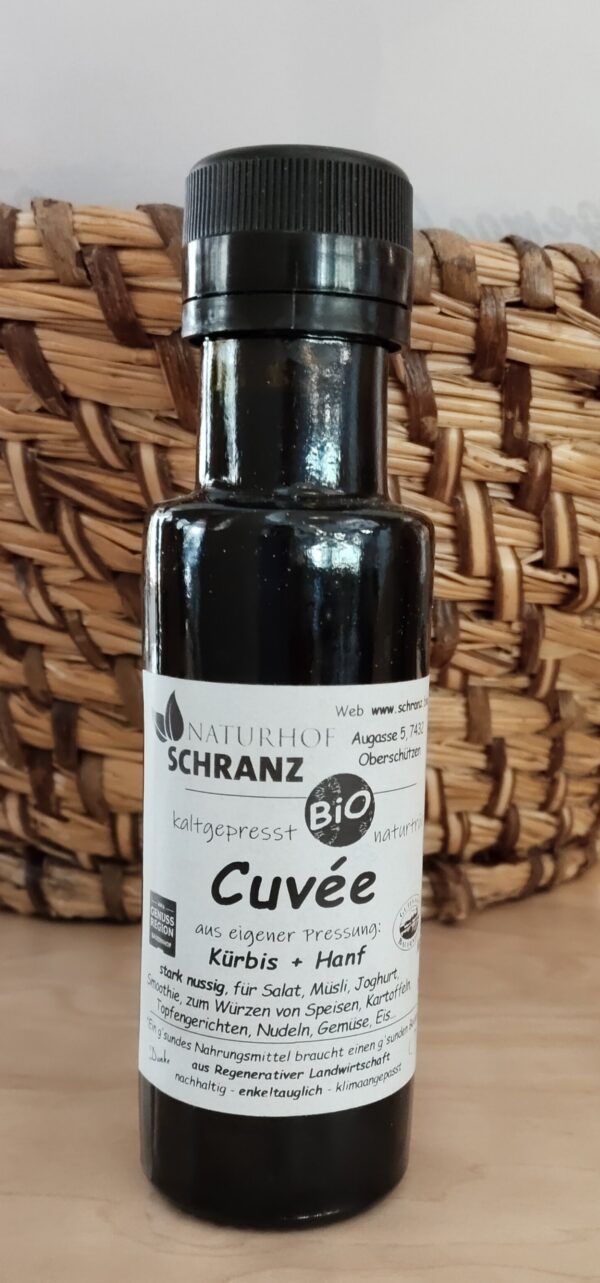 Web www.schranz
NATURHOF
SCHRANZ
Augasse 5, 7432
Oberschützen
kaltgepresst
BiO
Cuvée
aus eigener Pressung:
Kürbis + Hanf
GENUSS
REGION
stark nussig, für Salat, Müsli, Joghurt,
Smoothie, zum Würzen von Speisen, Kartoffeln,
Topfengerichten, Nudeln, Gemüse, Eis...
"Ein g´sundes Nahrungsmittel braucht einen g´sunden
aus Regenerativer Landwirtschaft
nachhaltig - enkeltauglich - klimaangepasst